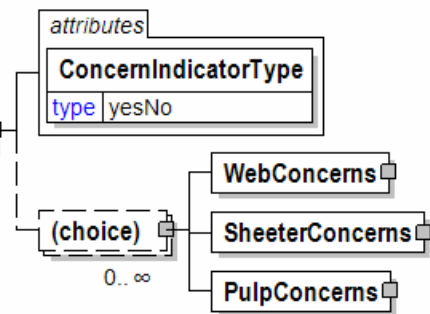 attributes
ConcernIndicatorType
type yesNo
WebConcerns
(choice)
SheeterConcerns
0.. ∞
PulpConcerns